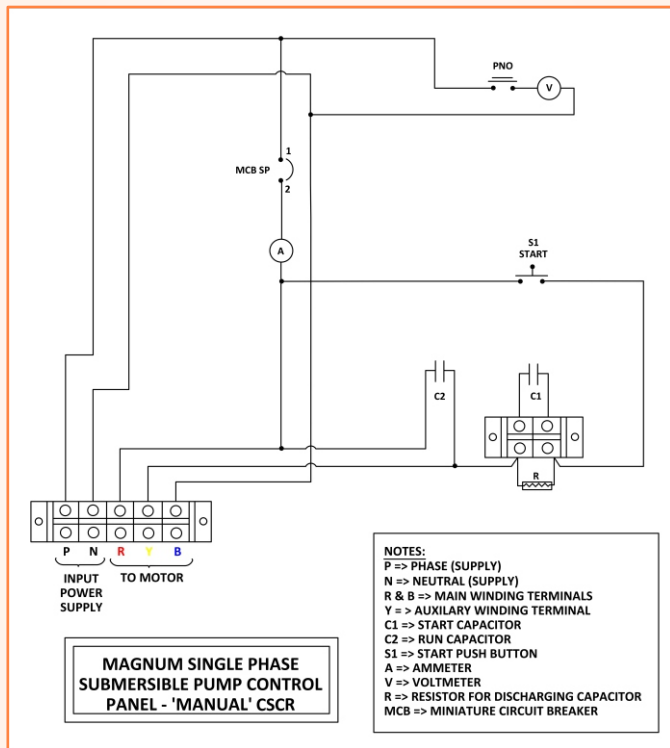 PNO
V
1
MCB SP
2
A
S1
START
C2
C1
R
P N R Y B
INPUT
POWER
SUPPLY
TO MOTOR
MAGNUM SINGLE PHASE
SUBMERSIBLE PUMP CONTROL
PANEL - 'MANUAL' CSCR
NOTES:
P => PHASE (SUPPLY)
N => NEUTRAL (SUPPLY)
R & B => MAIN WINDING TERMINALS
Y = > AUXILARY WINDING TERMINAL
C1 => START CAPACITOR
C2 => RUN CAPACITOR
S1 => START PUSH BUTTON
A => AMMETER
V => VOLTMETER
R => RESISTOR FOR DISCHARGING CAPACITOR
MCB => MINIATURE CIRCUIT BREAKER